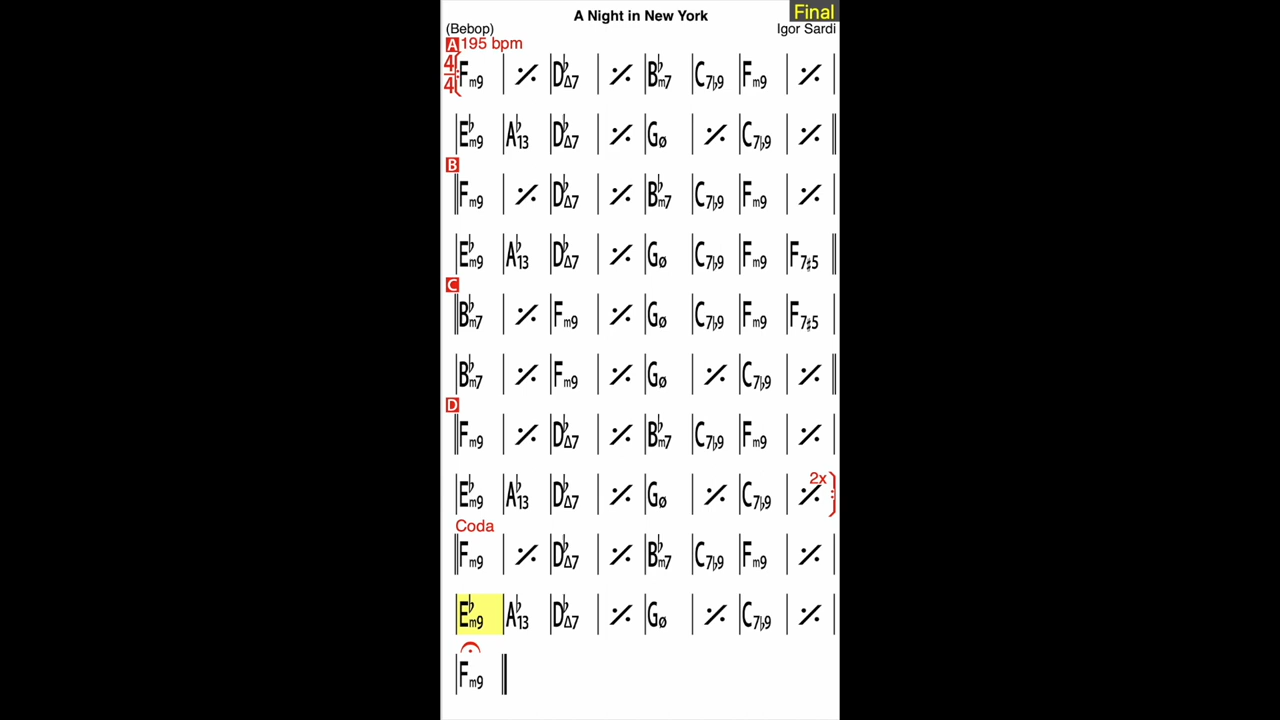 A Night in New York
Final
(Bebop)
Igor Sardi
A 195 bpm
4/4 Fm9 | 𝄎 | D♭Δ7 | 𝄎 | B♭m7 | C7♭9 | Fm9 | 𝄎
E♭m9 | A♭13 | D♭Δ7 | 𝄎 | Gø | 𝄎 | C7♭9 | 𝄎
B
Fm9 | 𝄎 | D♭Δ7 | 𝄎 | B♭m7 | C7♭9 | Fm9 | 𝄎
E♭m9 | A♭13 | D♭Δ7 | 𝄎 | Gø | C7♭9 | Fm9 | F7♯5
C
B♭m7 | 𝄎 | Fm9 | 𝄎 | Gø | C7♭9 | Fm9 | F7♯5
B♭m7 | 𝄎 | Fm9 | 𝄎 | Gø | 𝄎 | C7♭9 | 𝄎
D
Fm9 | 𝄎 | D♭Δ7 | 𝄎 | B♭m7 | C7♭9 | Fm9 | 𝄎
2x
E♭m9 | A♭13 | D♭Δ7 | 𝄎 | Gø | 𝄎 | C7♭9 | 𝄎
Coda
Fm9 | 𝄎 | D♭Δ7 | 𝄎 | B♭m7 | C7♭9 | Fm9 | 𝄎
E♭m9 | A♭13 | D♭Δ7 | 𝄎 | Gø | 𝄎 | C7♭9 | 𝄎
Fm9